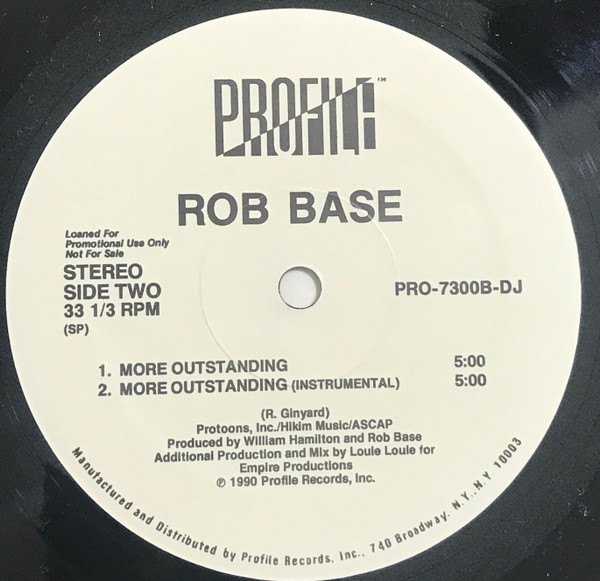 PROFILE
TM
ROB BASE
Loaned For
Promotional Use Only
Not For Sale
STEREO
SIDE TWO
33 1/3 RPM
(SP)
PRO-7300B-DJ
1. MORE OUTSTANDING 5:00
2. MORE OUTSTANDING (INSTRUMENTAL) 5:00
(R. Ginyard)
Protoons, Inc./Hikim Music/ASCAP
Produced by William Hamilton and Rob Base
Additional Production and Mix by Louie Louie for
Empire Productions
℗ 1990 Profile Records, Inc.
Manufactured and Distributed by Profile Records, Inc., 740 Broadway, N.Y., N.Y. 10003